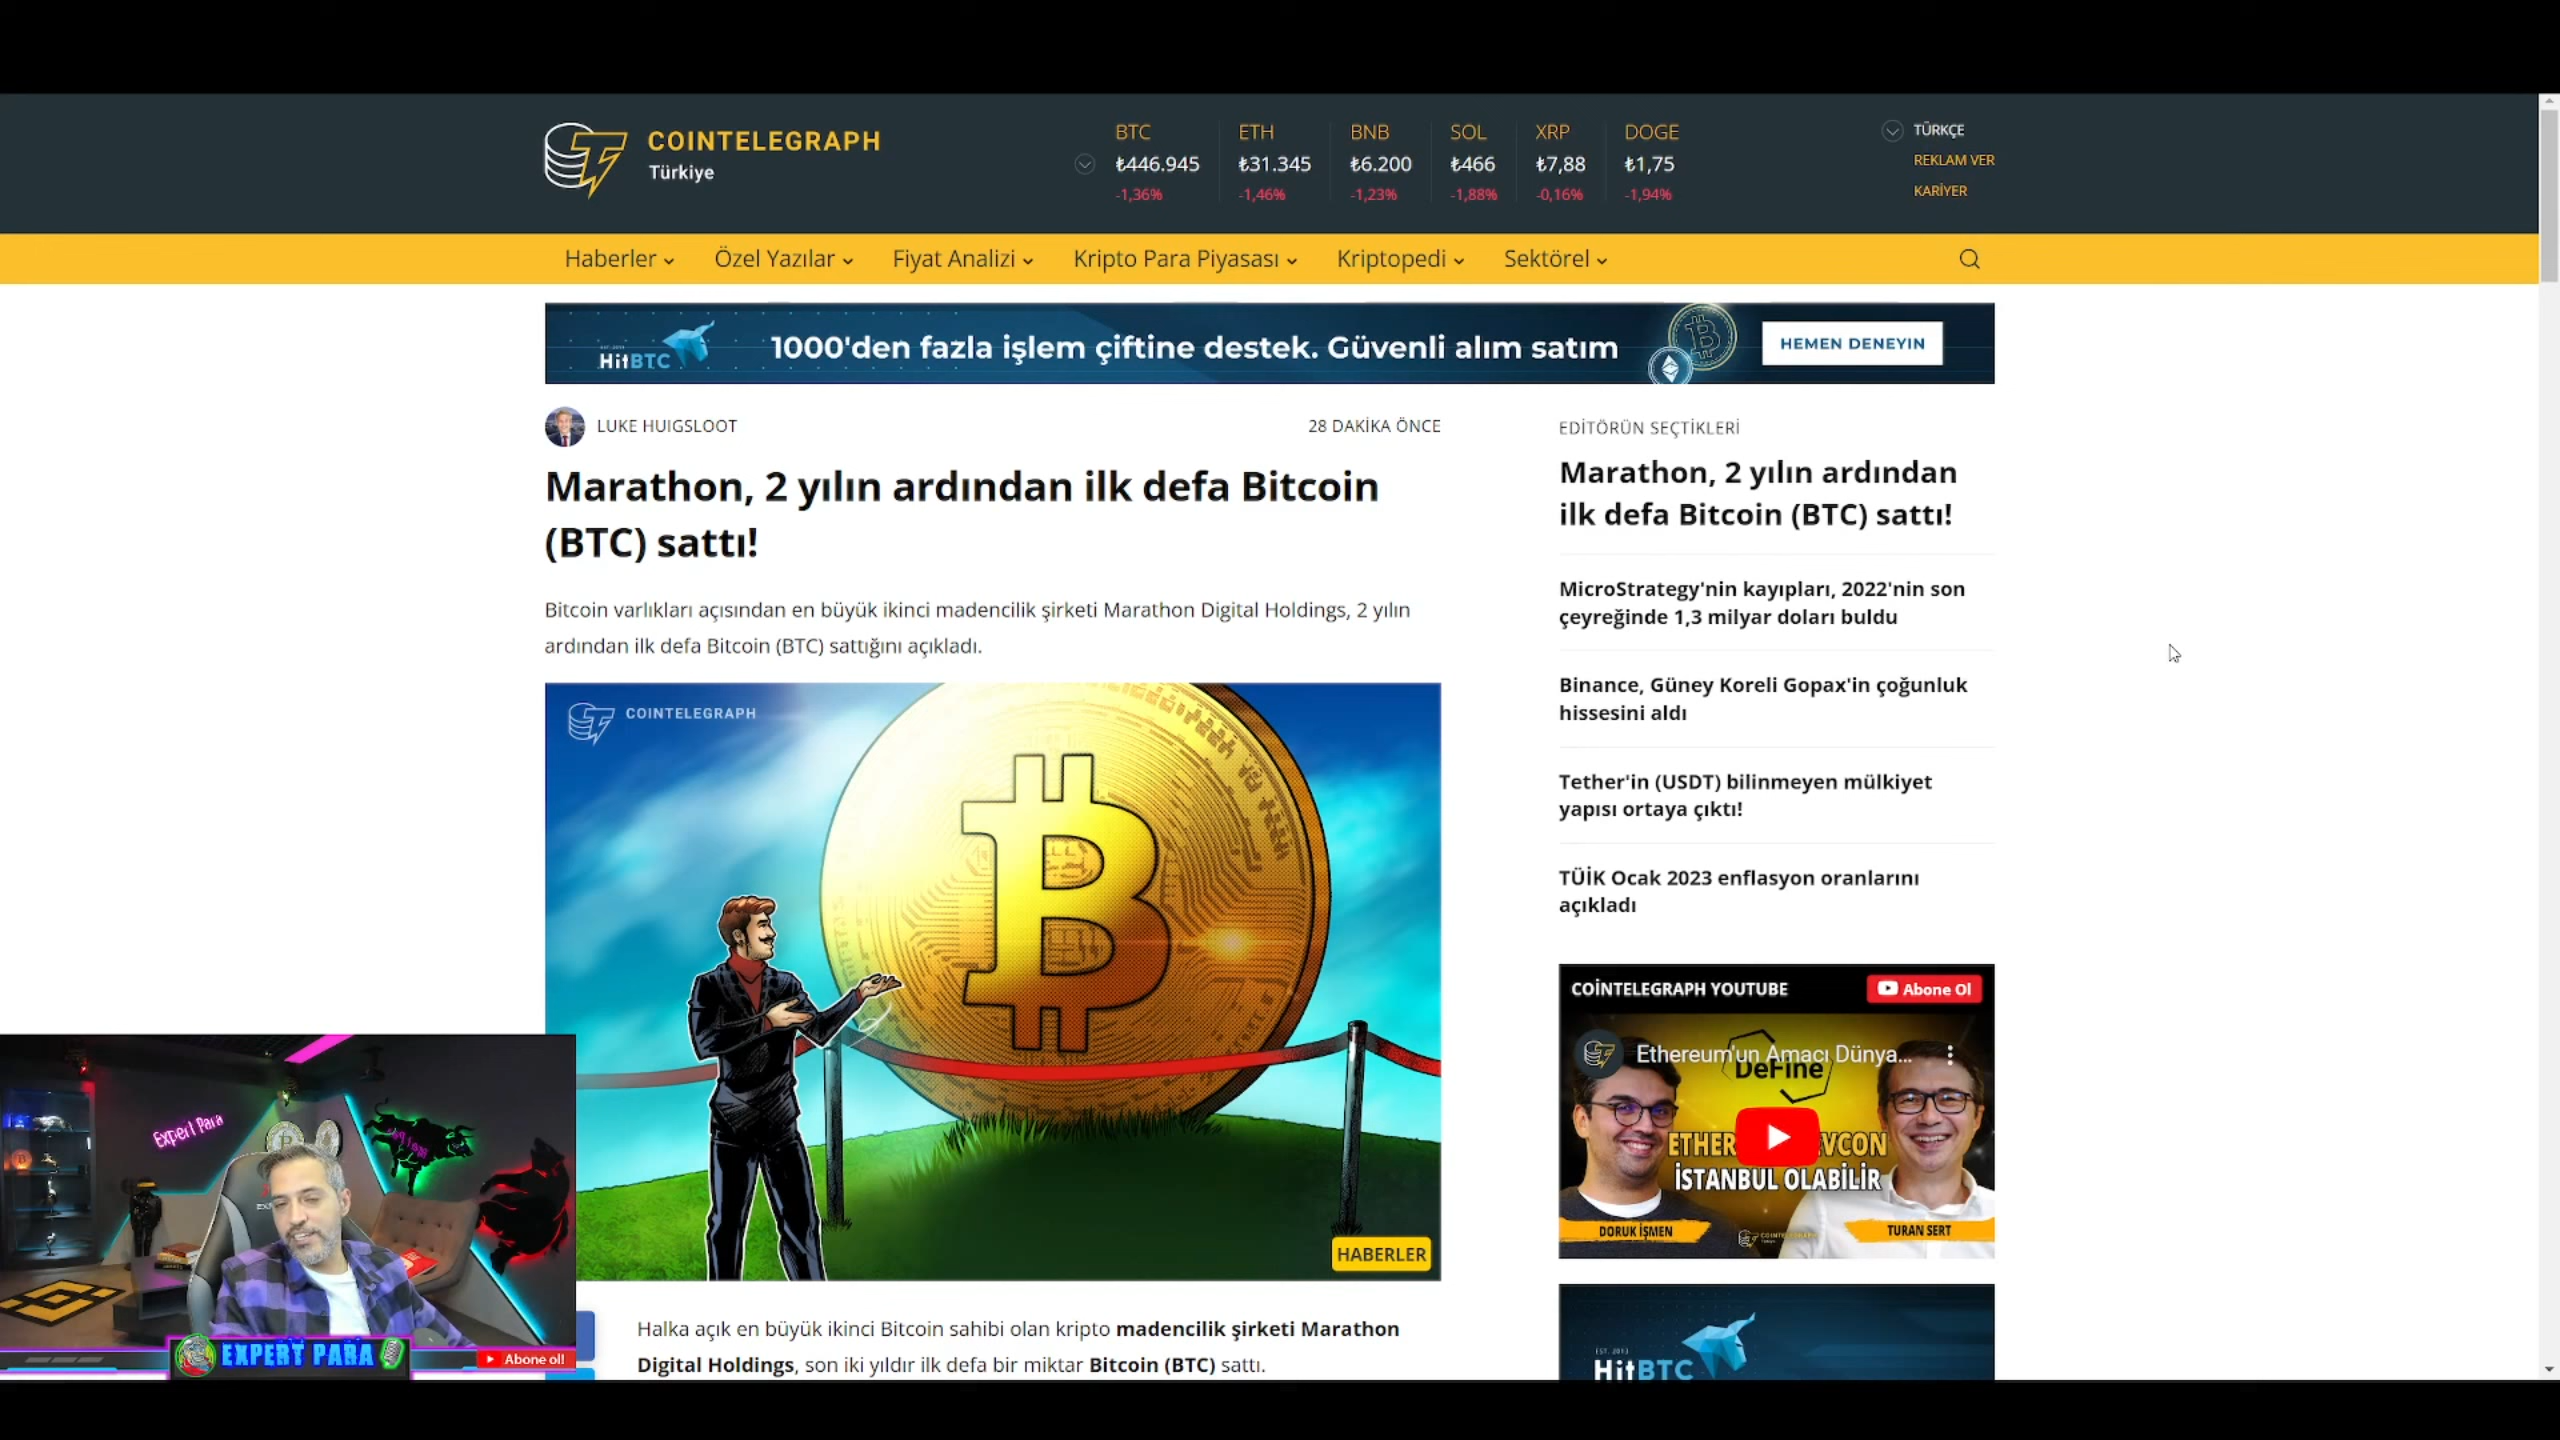 COINTELEGRAPH
Türkiye
BTC ETH BNB SOL XRP DOGE
₺446.945 ₺31.345 ₺6.200 ₺466 ₺7,88 ₺1,75
-1,36% -1,46% -1,23% -1,88% -0,16% -1,94%
TÜRKÇE
REKLAM VER
KARİYER
Haberler Özel Yazılar Fiyat Analizi Kripto Para Piyasası Kriptopedi Sektörel
HitBTC
1000'den fazla işlem çiftine destek. Güvenli alım satım
HEMEN DENEYIN
LUKE HUIGSLOOT
28 DAKİKA ÖNCE
Marathon, 2 yılın ardından ilk defa Bitcoin
(BTC) sattı!
Bitcoin varlıkları açısından en büyük ikinci madencilik şirketi Marathon Digital Holdings, 2 yılın
ardından ilk defa Bitcoin (BTC) sattığını açıkladı.
COINTELEGRAPH
HABERLER
Halka açık en büyük ikinci Bitcoin sahibi olan kripto madencilik şirketi Marathon
Digital Holdings, son iki yıldır ilk defa bir miktar Bitcoin (BTC) sattı.
EDİTÖRÜN SEÇTİKLERİ
Marathon, 2 yılın ardından
ilk defa Bitcoin (BTC) sattı!
MicroStrategy'nin kayıpları, 2022'nin son
çeyreğinde 1,3 milyar doları buldu
Binance, Güney Koreli Gopax'in çoğunluk
hissesini aldı
Tether'in (USDT) bilinmeyen mülkiyet
yapısı ortaya çıktı!
TÜİK Ocak 2023 enflasyon oranlarını
açıkladı
COİNTELEGRAPH YOUTUBE
Abone Ol
Ethereum'un Amacı Dünya...
DeFine
ETHER VCON
İSTANBUL OLABİLİR
DORUK İŞMEN
TURAN SERT
EST. 2013
HitBTC
Expert Para
EXPERT PARA
Abone ol!